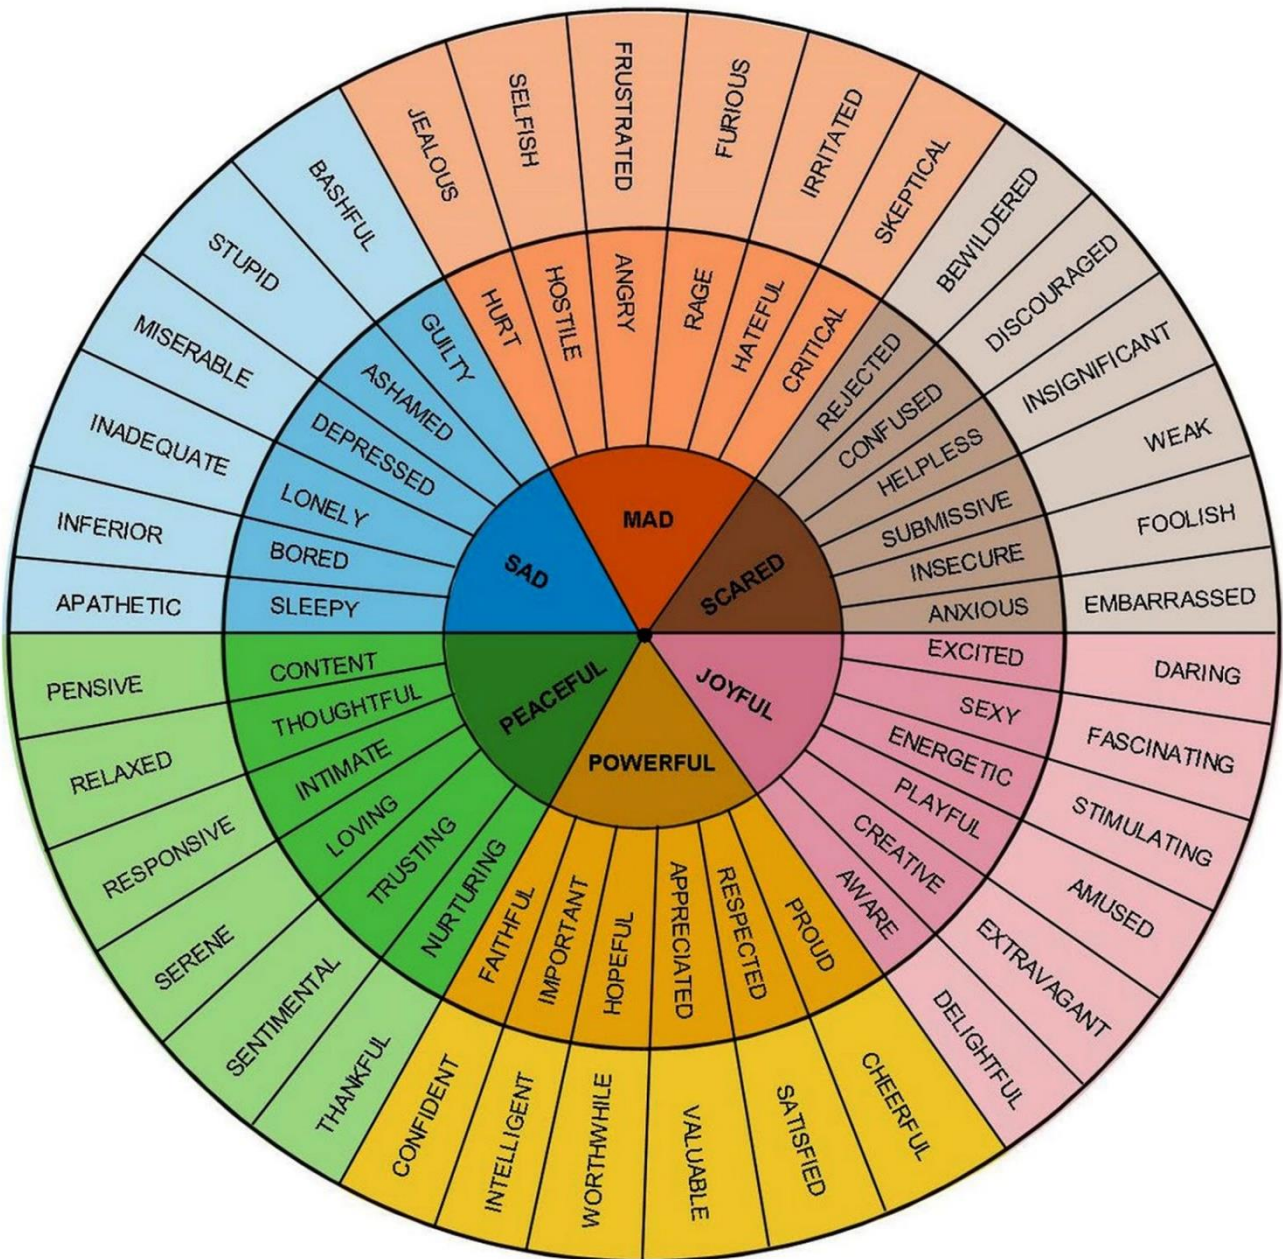 MAD
HURT
HOSTILE
ANGRY
RAGE
HATEFUL
CRITICAL
JEALOUS
SELFISH
FRUSTRATED
FURIOUS
IRRITATED
SKEPTICAL
SCARED
REJECTED
CONFUSED
HELPLESS
SUBMISSIVE
INSECURE
ANXIOUS
BEWILDERED
DISCOURAGED
INSIGNIFICANT
WEAK
FOOLISH
EMBARRASSED
JOYFUL
EXCITED
SEXY
ENERGETIC
PLAYFUL
CREATIVE
AWARE
DARING
FASCINATING
STIMULATING
AMUSED
EXTRAVAGANT
DELIGHTFUL
POWERFUL
PROUD
RESPECTED
APPRECIATED
HOPEFUL
IMPORTANT
FAITHFUL
CHEERFUL
SATISFIED
VALUABLE
WORTHWHILE
INTELLIGENT
CONFIDENT
PEACEFUL
NURTURING
TRUSTING
LOVING
INTIMATE
THOUGHTFUL
CONTENT
THANKFUL
SENTIMENTAL
SERENE
RESPONSIVE
RELAXED
PENSIVE
SAD
SLEEPY
BORED
LONELY
DEPRESSED
ASHAMED
GUILTY
APATHETIC
INFERIOR
INADEQUATE
MISERABLE
STUPID
BASHFUL